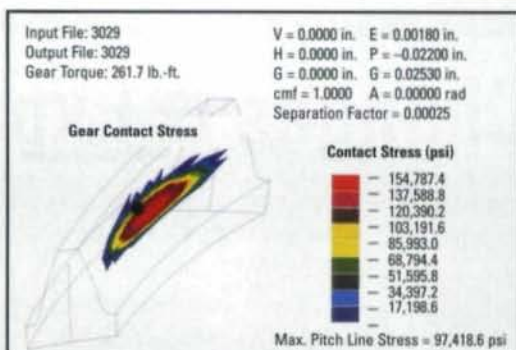 Input File: 3029
Output File: 3029
Gear Torque: 261.7 lb.-ft.
V = 0.0000 in. E = 0.00180 in.
H = 0.0000 in. P = –0.02200 in.
G = 0.0000 in. G = 0.02530 in.
cmf = 1.0000 A = 0.00000 rad
Separation Factor = 0.00025
Gear Contact Stress
Contact Stress (psi)
154,787.4
137,588.8
120,390.2
103,191.6
85,993.0
68,794.4
51,595.8
34,397.2
17,198.6
Max. Pitch Line Stress = 97,418.6 psi